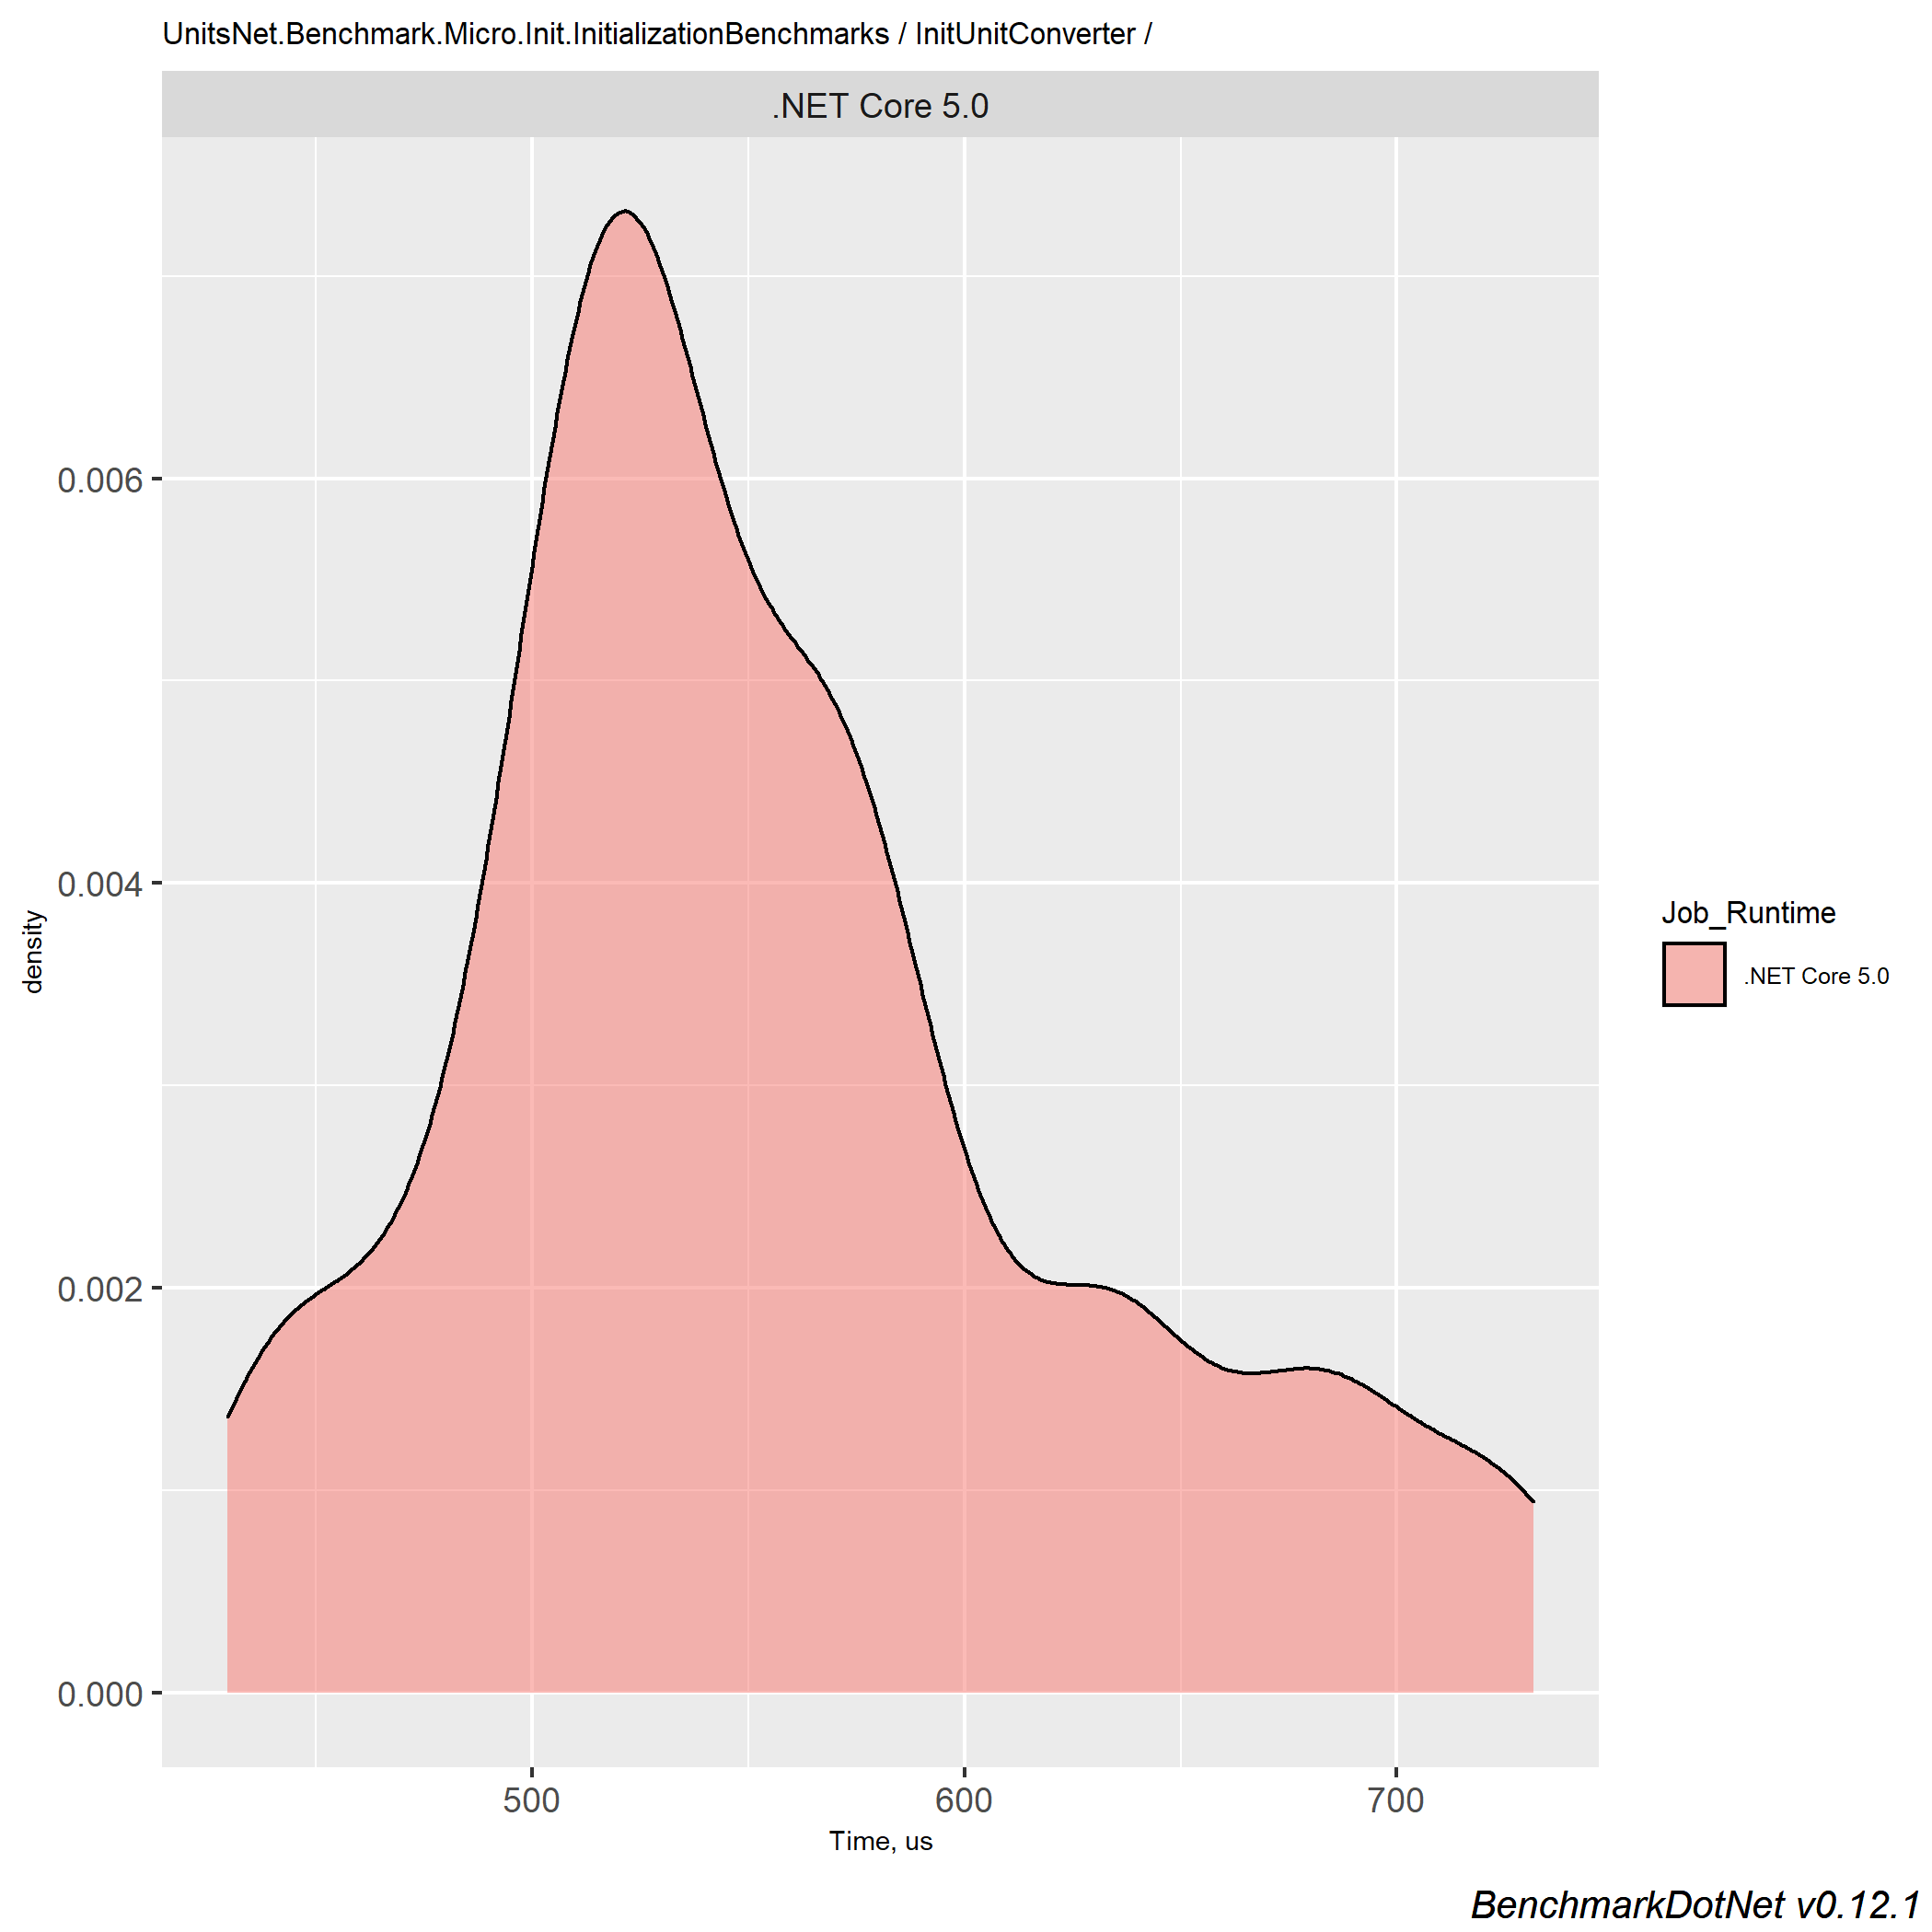 UnitsNet.Benchmark.Micro.Init.InitializationBenchmarks / InitUnitConverter /
.NET Core 5.0
0.006
0.004
0.002
0.000
density
500 600 700
Time, us
Job_Runtime
.NET Core 5.0
BenchmarkDotNet v0.12.1